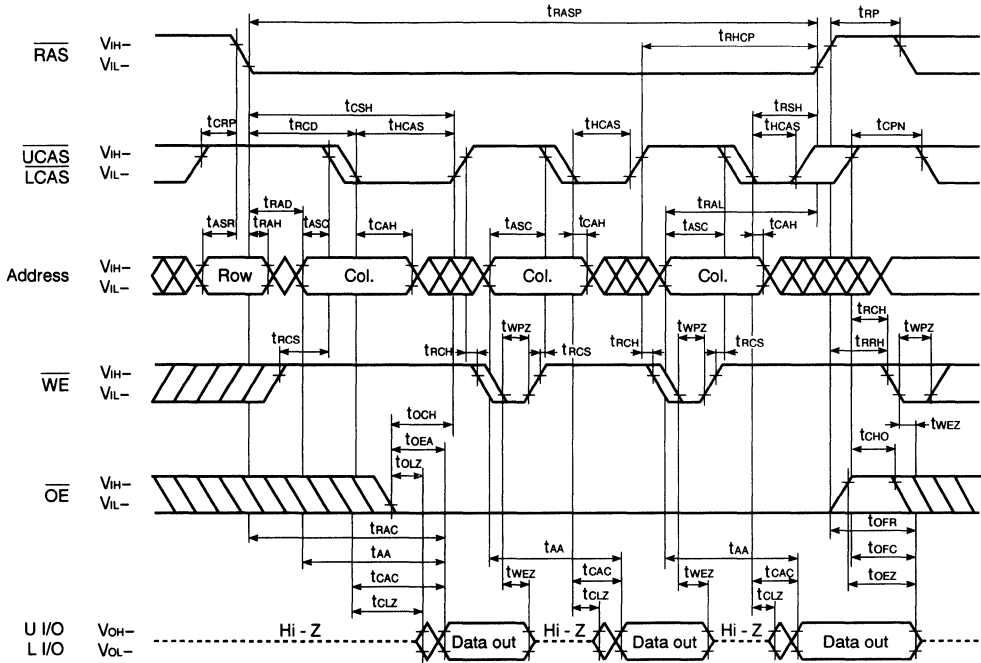 tRASP tRP
tRHCP
RAS VIH–
VIL–
tCSH tRSH
tCRP tRCD tHCAS tHCAS tHCAS tCPN
UCAS VIH–
LCAS VIL–
tRAD tRAL
tASR tRAH tASC tCAH tASC tCAH tASC tCAH
Address VIH–
VIL–
Row Col. Col. Col.
tRCH
tRCS tRCH tWPZ tRCS tRCH tWPZ tRCS tRRH tWPZ
WE VIH–
VIL–
tOCH tWEZ
tOEA tCHO
tOLZ
OE VIH–
VIL–
tRAC tOFR
tAA tAA tAA tOFC
tCAC tWEZ tCAC tWEZ tCAC tOEZ
tCLZ tCLZ tCLZ
U I/O VOH–
L I/O VOL–
Hi - Z Data out Hi - Z Data out Hi - Z Data out